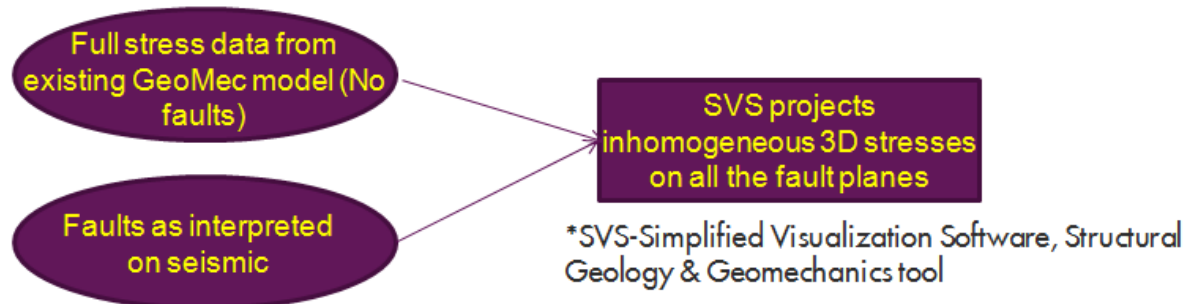 Full stress data from
existing GeoMec model (No
faults)
SVS projects
inhomogeneous 3D stresses
on all the fault planes
Faults as interpreted
on seismic
*SVS-Simplified Visualization Software, Structural
Geology & Geomechanics tool